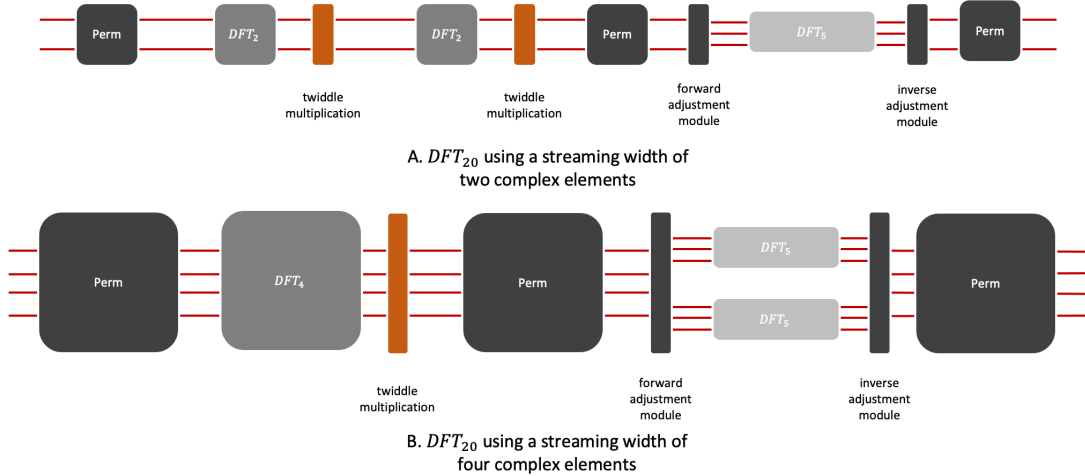 Perm
DFT₂
DFT₂
Perm
DFT₅
Perm
twiddle
multiplication
twiddle
multiplication
forward
adjustment
module
inverse
adjustment
module
A. DFT₂₀ using a streaming width of
two complex elements
Perm
DFT₄
Perm
DFT₅
DFT₅
Perm
twiddle
multiplication
forward
adjustment
module
inverse
adjustment
module
B. DFT₂₀ using a streaming width of
four complex elements